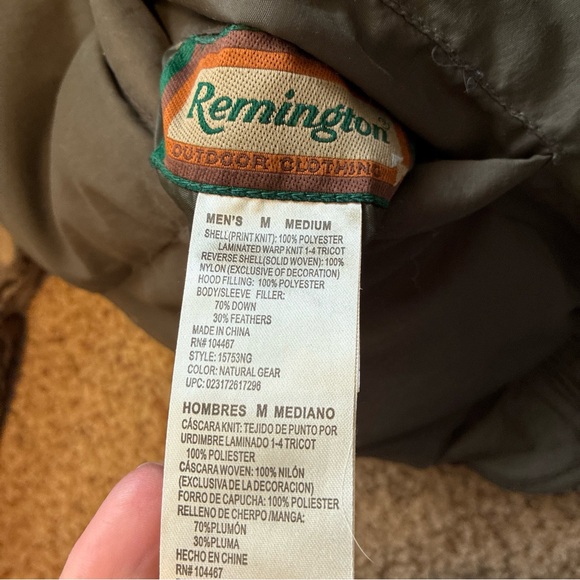 Remington
OUTDOOR CLOTHING
MEN'S M MEDIUM
SHELL(PRINT KNIT): 100% POLYESTER
LAMINATED WARP KNIT 1-4 TRICOT
REVERSE SHELL(SOLID WOVEN): 100%
NYLON (EXCLUSIVE OF DECORATION)
HOOD FILLING: 100% POLYESTER
BODY/SLEEVE FILLER:
70% DOWN
30% FEATHERS
MADE IN CHINA
RN# 104467
STYLE: 15753NG
COLOR: NATURAL GEAR
UPC: 023172617296
HOMBRES M MEDIANO
CÁSCARA KNIT: TEJIDO DE PUNTO POR
URDIMBRE LAMINADO 1-4 TRICOT
100% POLIESTER
CÁSCARA WOVEN: 100% NILÓN
(EXCLUSIVA DE LA DECORACION)
FORRO DE CAPUCHA: 100% POLIESTER
RELLENO DE CHERPO/MANGA:
70%PLUMÓN
30%PLUMA
HECHO EN CHINE
RN# 104467